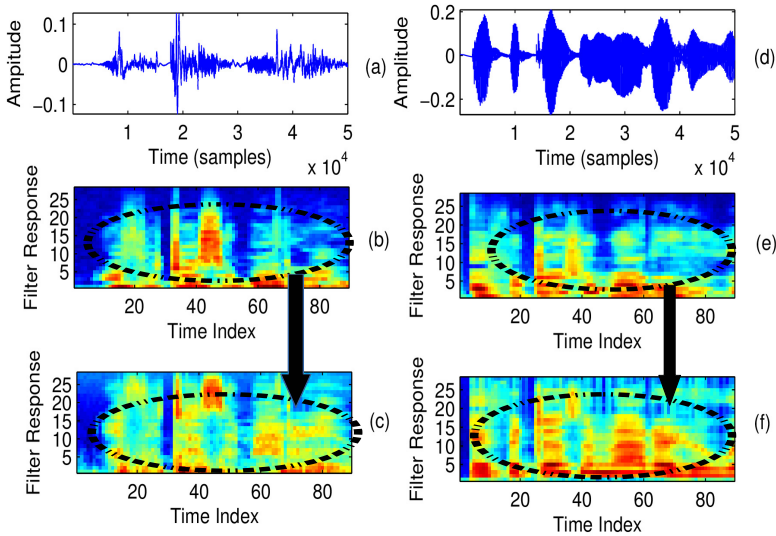 0.1
0
−0.1
Amplitude
1 2 3 4 5
Time (samples)
x 10^4
(a)
0.2
0
−0.2
Amplitude
1 2 3 4 5
Time (samples)
x 10^4
(d)
25
20
15
10
5
Filter Response
20 40 60 80
Time Index
(b)
25
20
15
10
5
Filter Response
20 40 60 80
Time Index
(e)
25
20
15
10
5
Filter Response
20 40 60 80
Time Index
(c)
25
20
15
10
5
Filter Response
20 40 60 80
Time Index
(f)